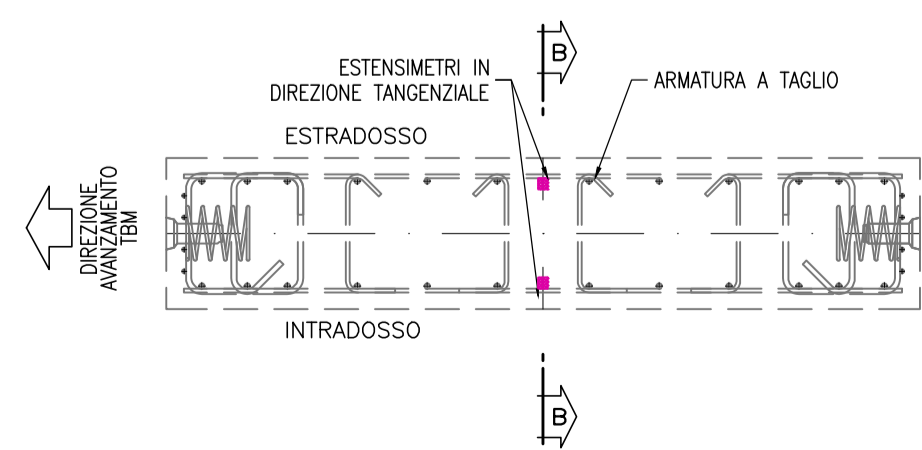 B
ESTENSIMETRI IN
DIREZIONE TANGENZIALE
ARMATURA A TAGLIO
ESTRADOSSO
DIREZIONE
AVANZAMENTO
TBM
INTRADOSSO
B